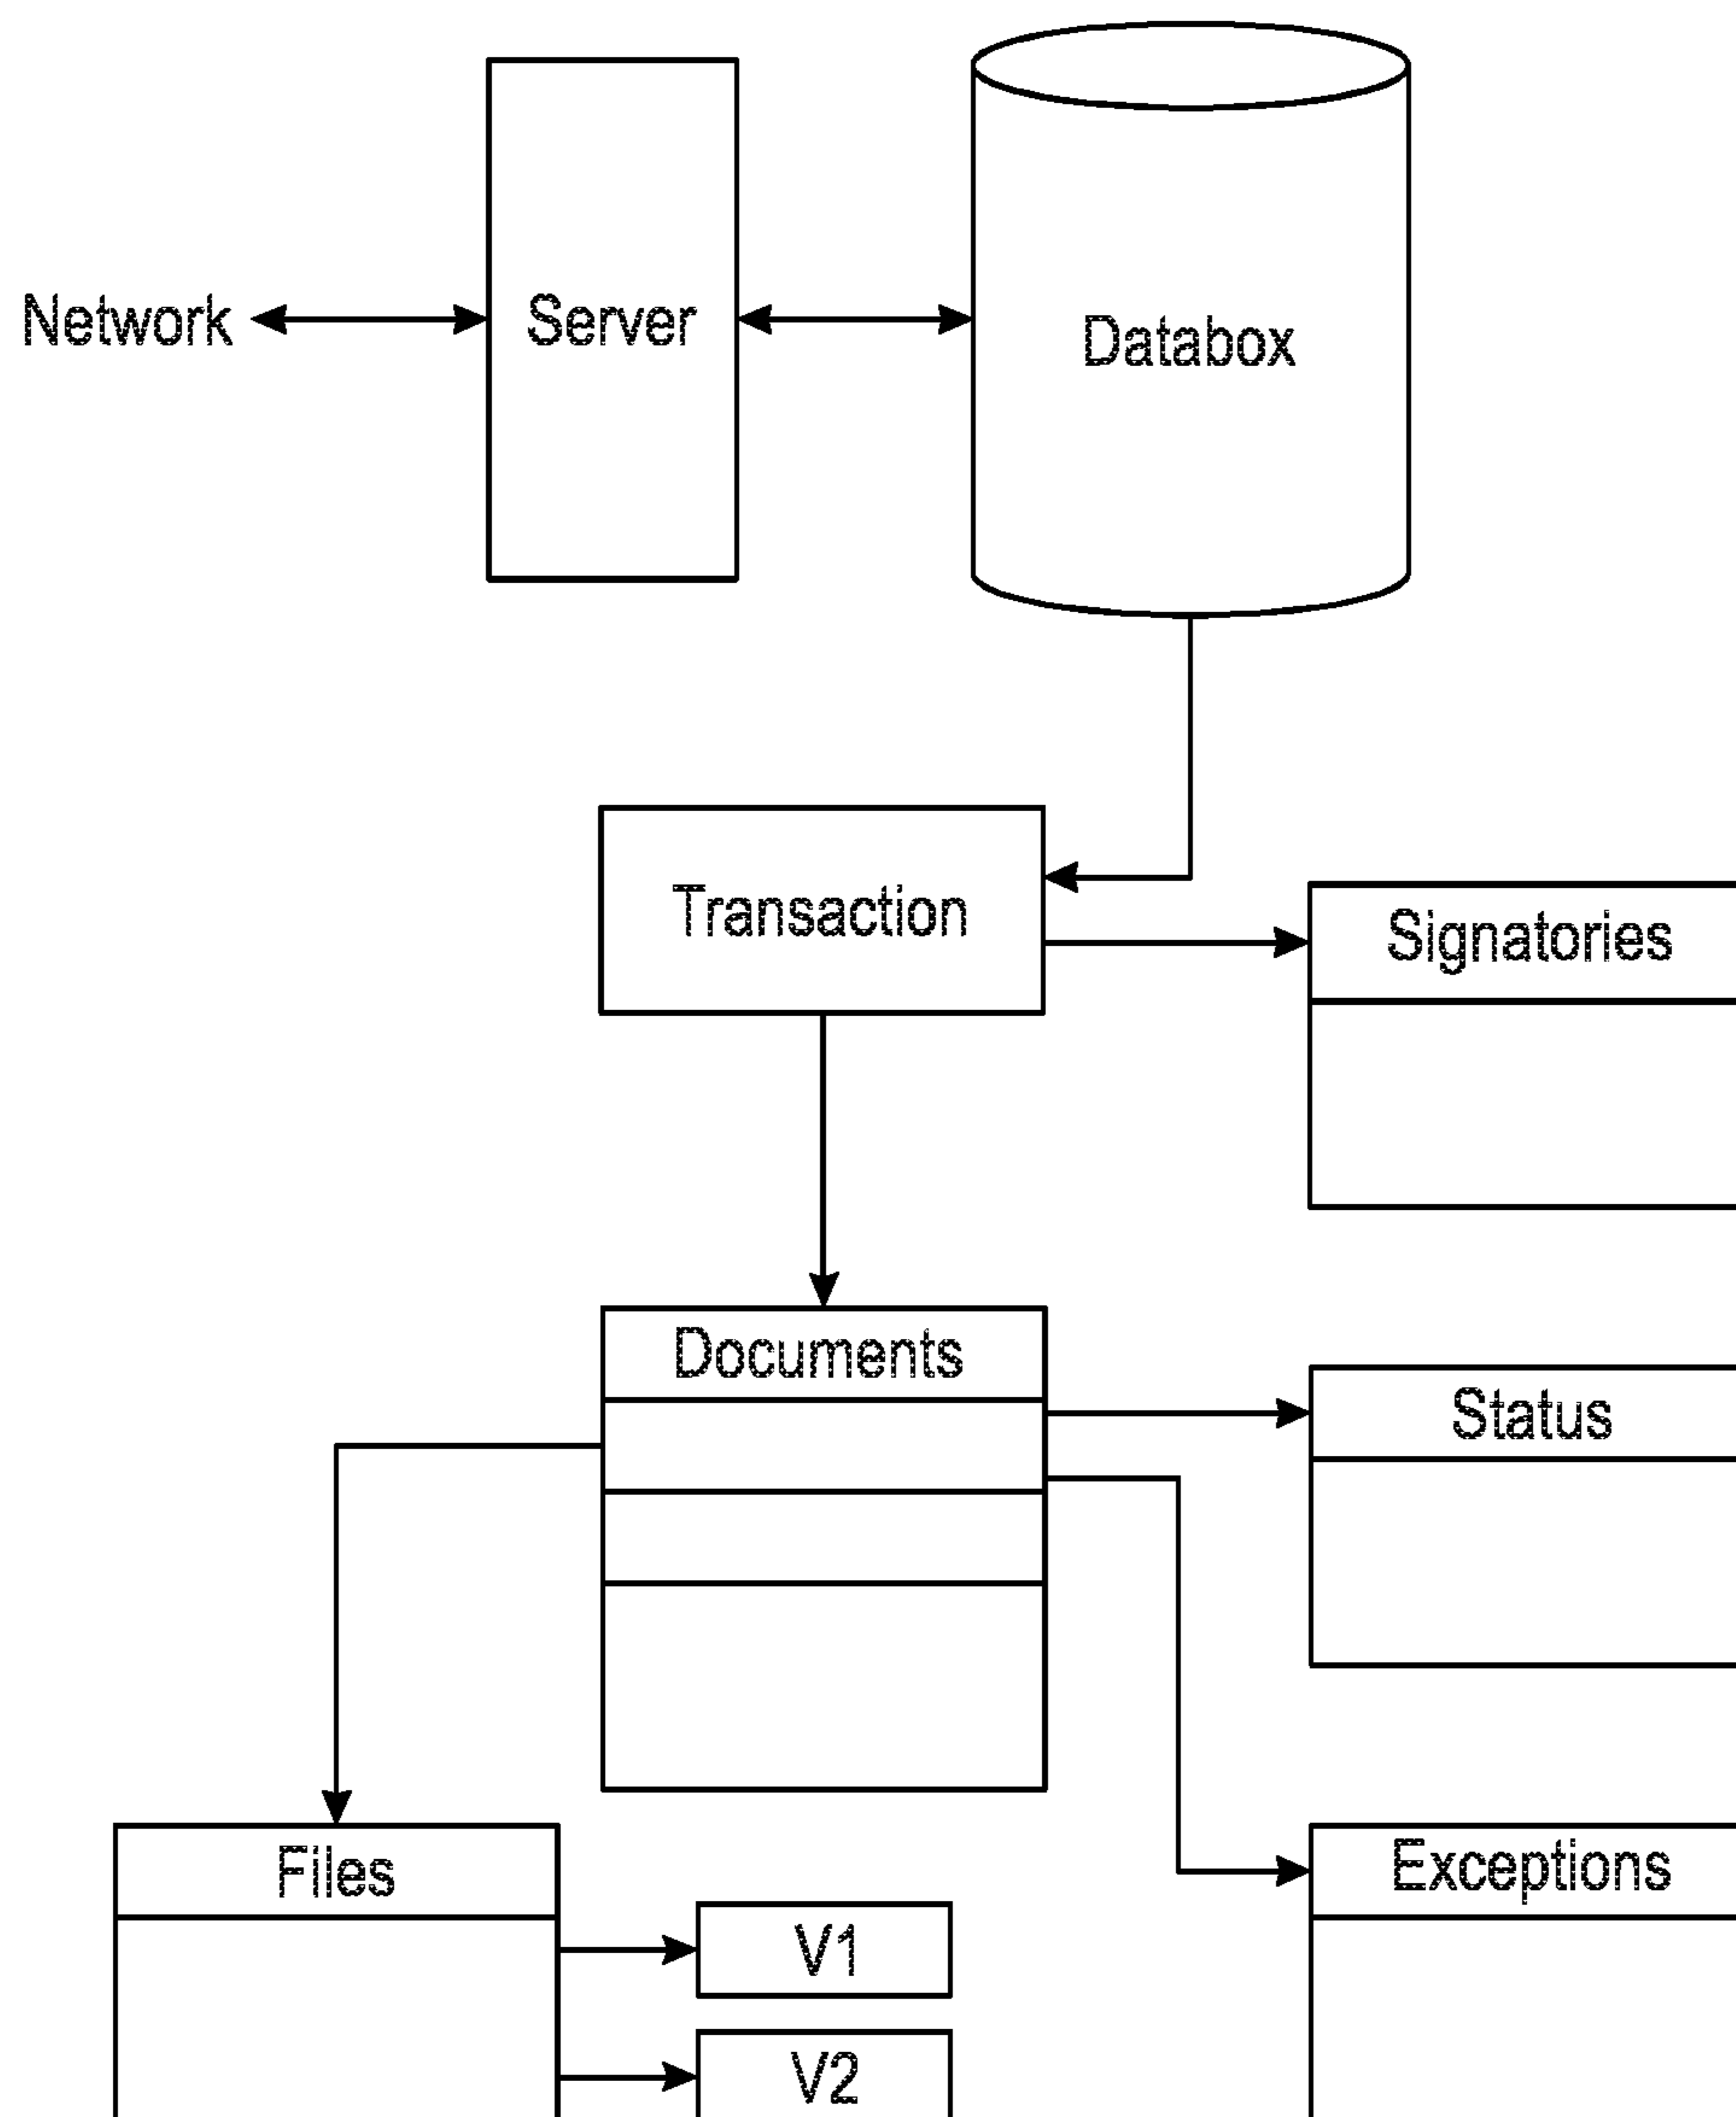 Network
Server
Databox
Transaction
Signatories
Documents
Status
Files
Exceptions
V1
V2